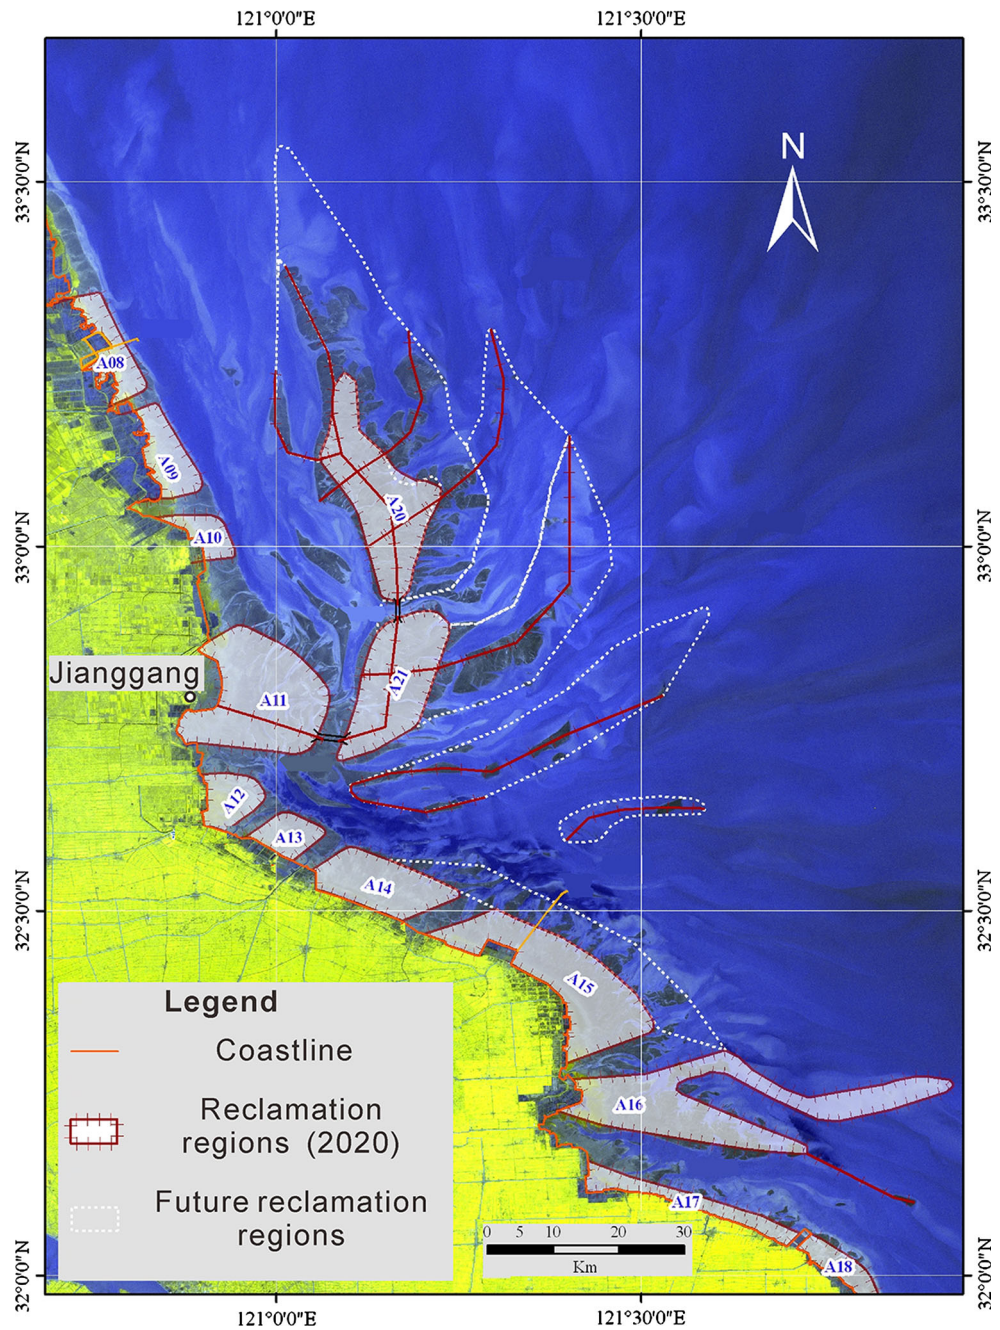 121°0'0"E
121°30'0"E
33°30'0"N
33°30'0"N
N
A08
A09
A10
A20
33°0'0"N
33°0'0"N
Jianggang
A11
A21
A12
A13
A14
32°30'0"N
32°30'0"N
A15
Legend
Coastline
Reclamation
regions (2020)
Future reclamation
regions
A16
A17
A18
0 5 10 20 30
Km
32°0'0"N
32°0'0"N
121°0'0"E
121°30'0"E